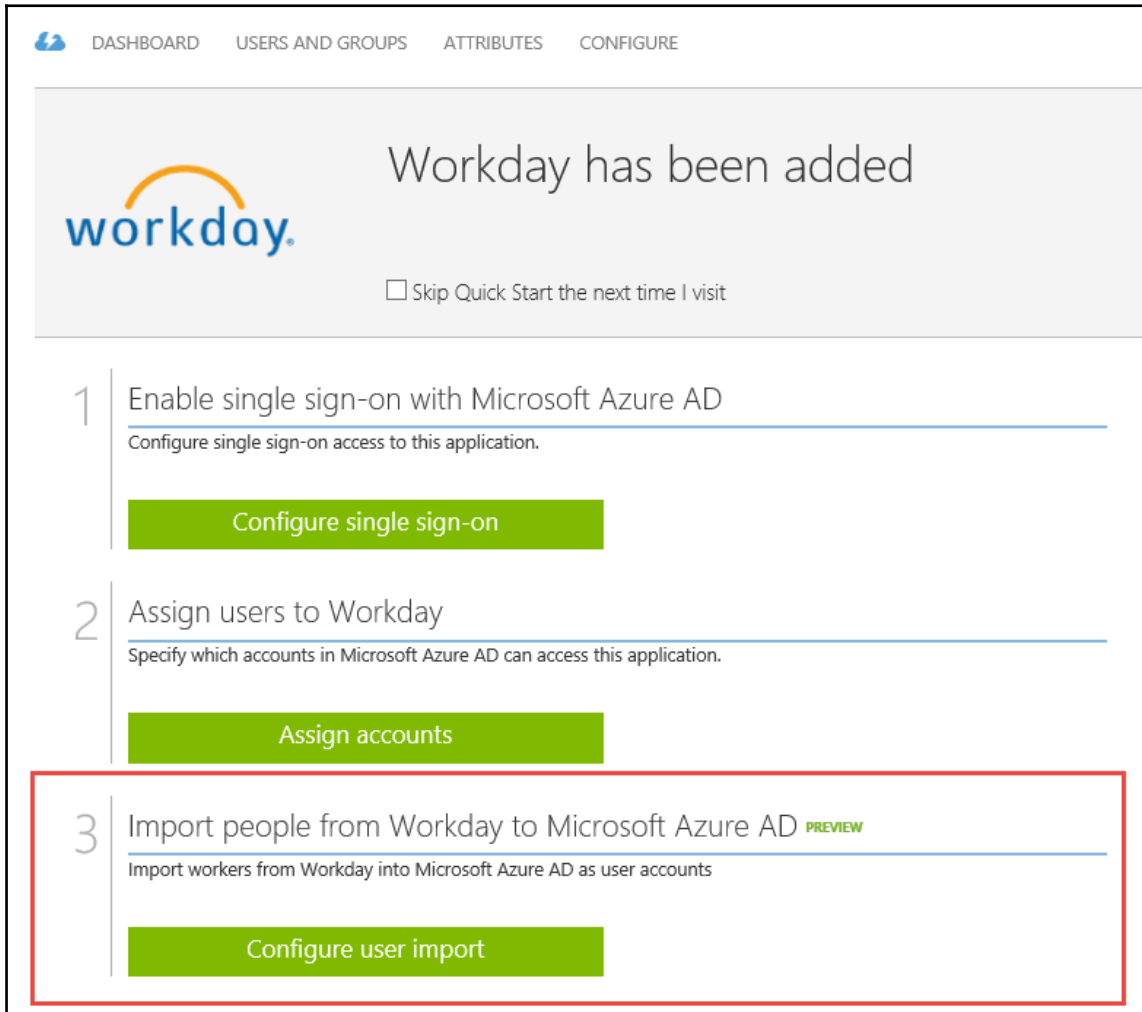 DASHBOARD USERS AND GROUPS ATTRIBUTES CONFIGURE
Workday has been added
workday.
Skip Quick Start the next time I visit
1 Enable single sign-on with Microsoft Azure AD
Configure single sign-on access to this application.
Configure single sign-on
2 Assign users to Workday
Specify which accounts in Microsoft Azure AD can access this application.
Assign accounts
3 Import people from Workday to Microsoft Azure AD PREVIEW
Import workers from Workday into Microsoft Azure AD as user accounts
Configure user import